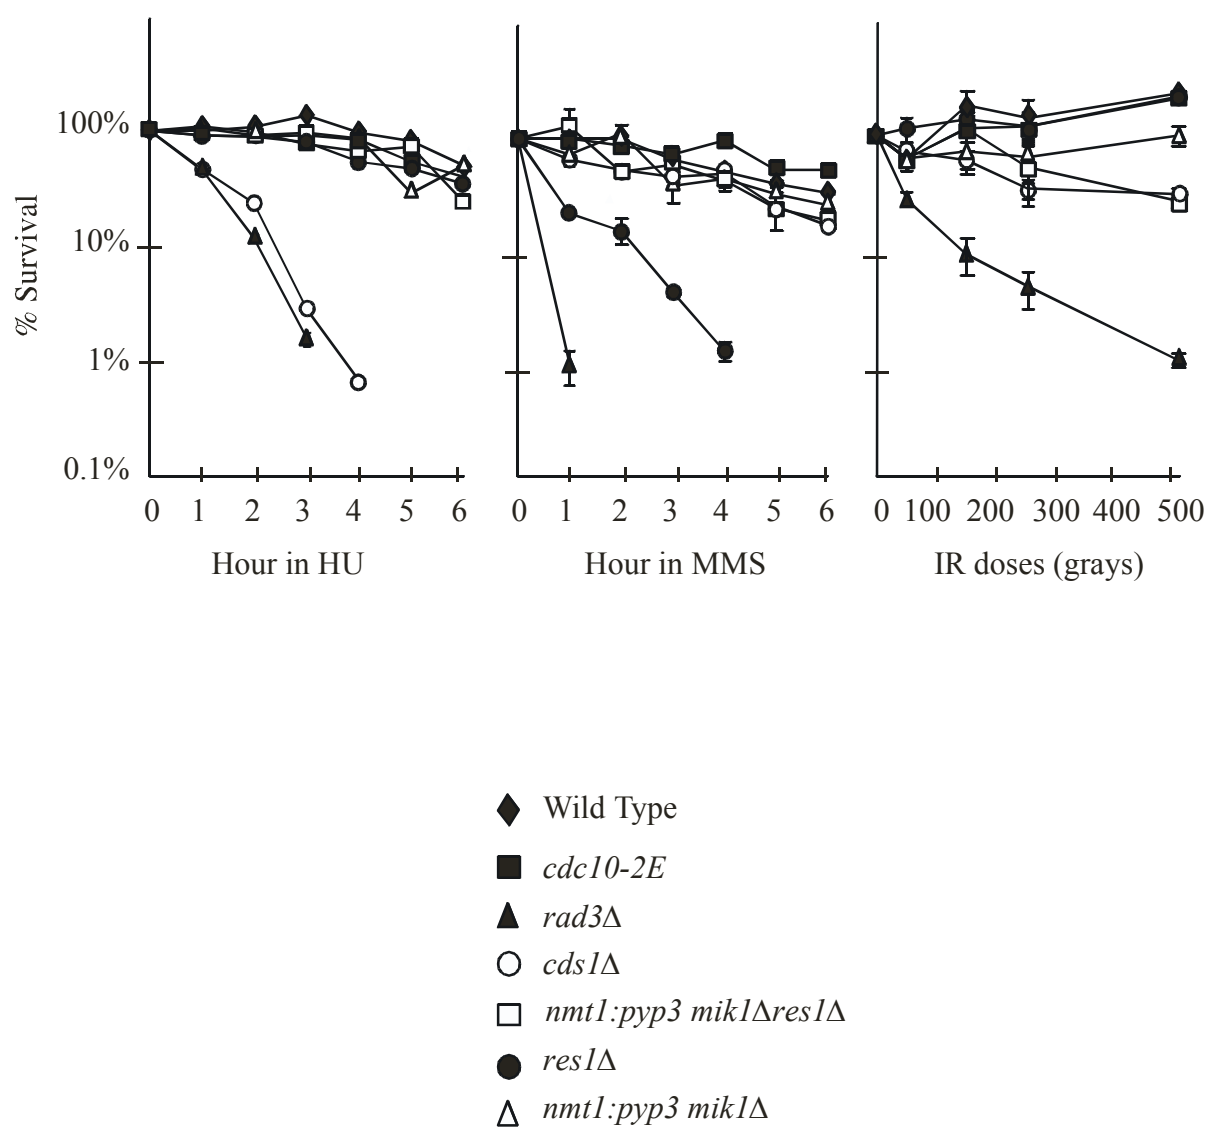 % Survival
100%
10%
1%
0.1%
0 1 2 3 4 5 6
Hour in HU
0 1 2 3 4 5 6
Hour in MMS
0 100 200 300 400 500
IR doses (grays)
Wild Type
cdc10-2E
rad3Δ
cds1Δ
nmt1:pyp3 mik1Δres1Δ
res1Δ
nmt1:pyp3 mik1Δ